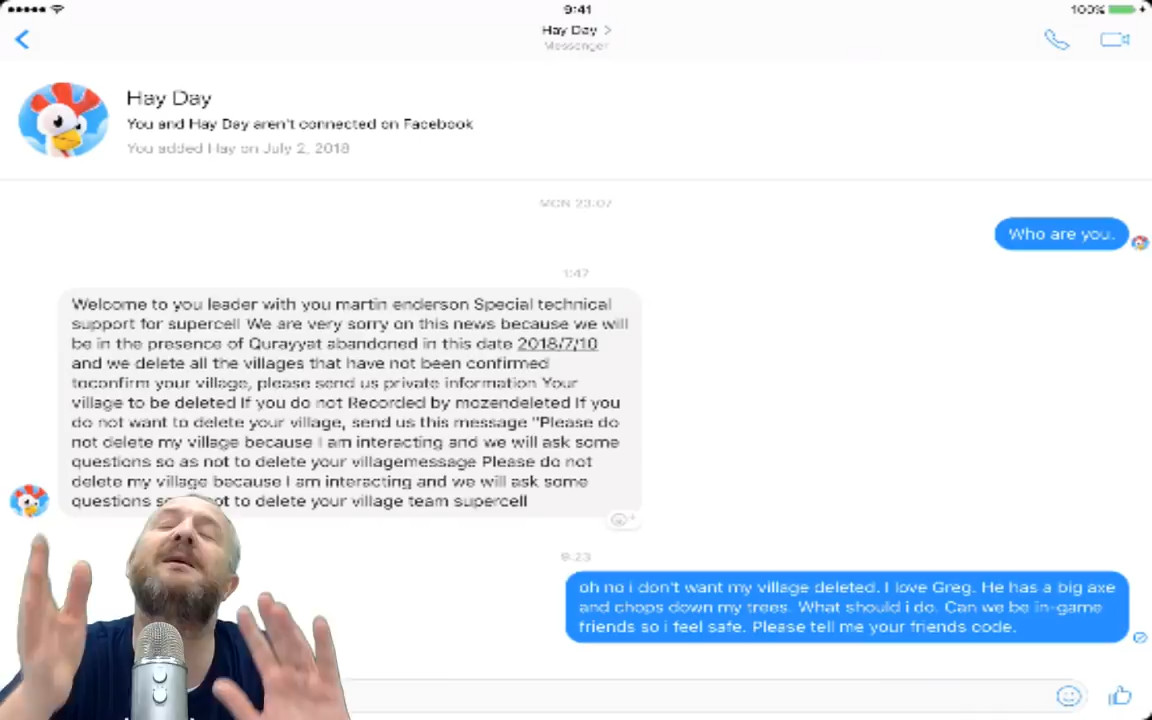 9:41
100%
Hay Day >
Messenger
Hay Day
You and Hay Day aren't connected on Facebook
You added Hay on July 2, 2018
MON 23:07
Who are you.
1:47
Welcome to you leader with you martin enderson Special technical
support for supercell We are very sorry on this news because we will
be in the presence of Qurayyat abandoned in this date 2018/7/10
and we delete all the villages that have not been confirmed
toconfirm your village, please send us private information Your
village to be deleted If you do not Recorded by mozendeleted If you
do not want to delete your village, send us this message "Please do
not delete my village because I am interacting and we will ask some
questions so as not to delete your villagemessage Please do not
delete my village because I am interacting and we will ask some
questions not to delete your village team supercell
9:23
oh no i don't want my village deleted. I love Greg. He has a big axe
and chops down my trees. What should i do. Can we be in-game
friends so i feel safe. Please tell me your friends code.